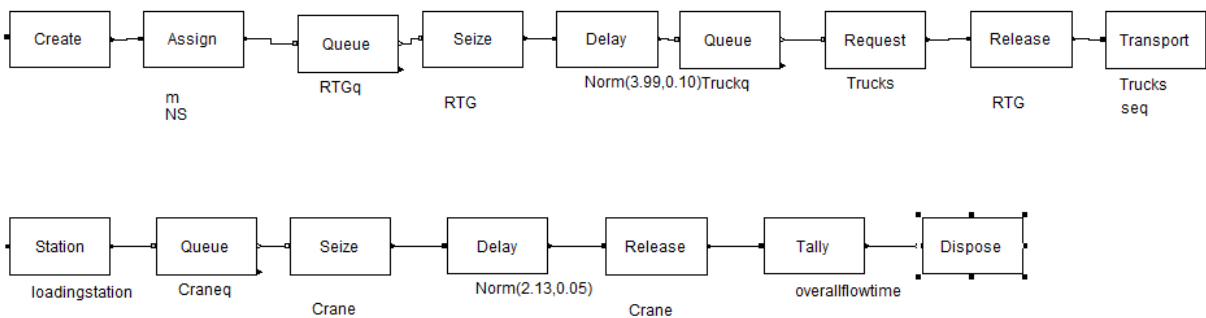 Create Assign Queue Seize Delay Queue Request Release Transport
RTGq Norm(3.99,0.10) Truckq Trucks Trucks
m RTG RTG seq
NS
Station Queue Seize Delay Release Tally Dispose
loadingstation Craneq Norm(2.13,0.05) overallflowtime
Crane Crane